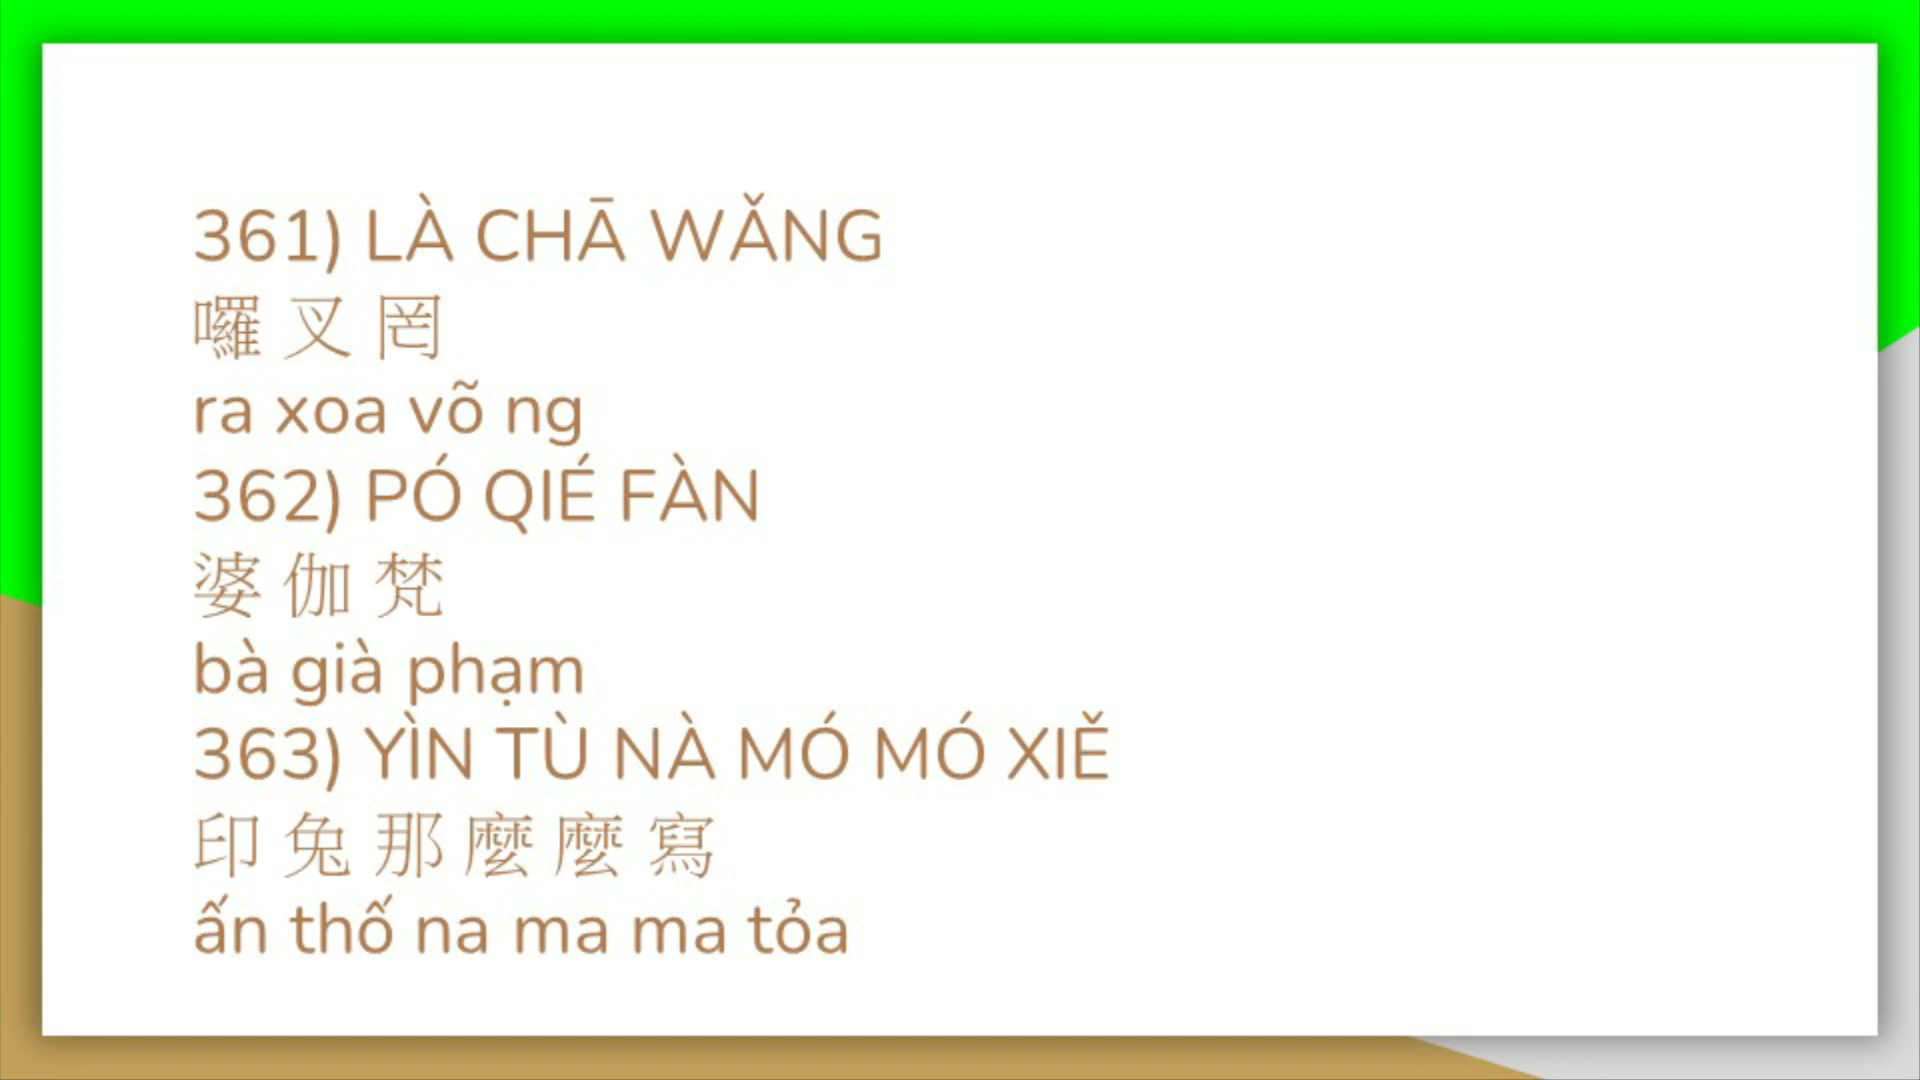 361) LÀ CHĀ WǍNG
囉 叉 罔
ra xoa võ ng
362) PÓ QIÉ FÀN
婆 伽 梵
bà già phạm
363) YÌN TÙ NÀ MÓ MÓ XIĚ
印 兔 那 麼 麼 寫
ấn thố na ma ma tỏa